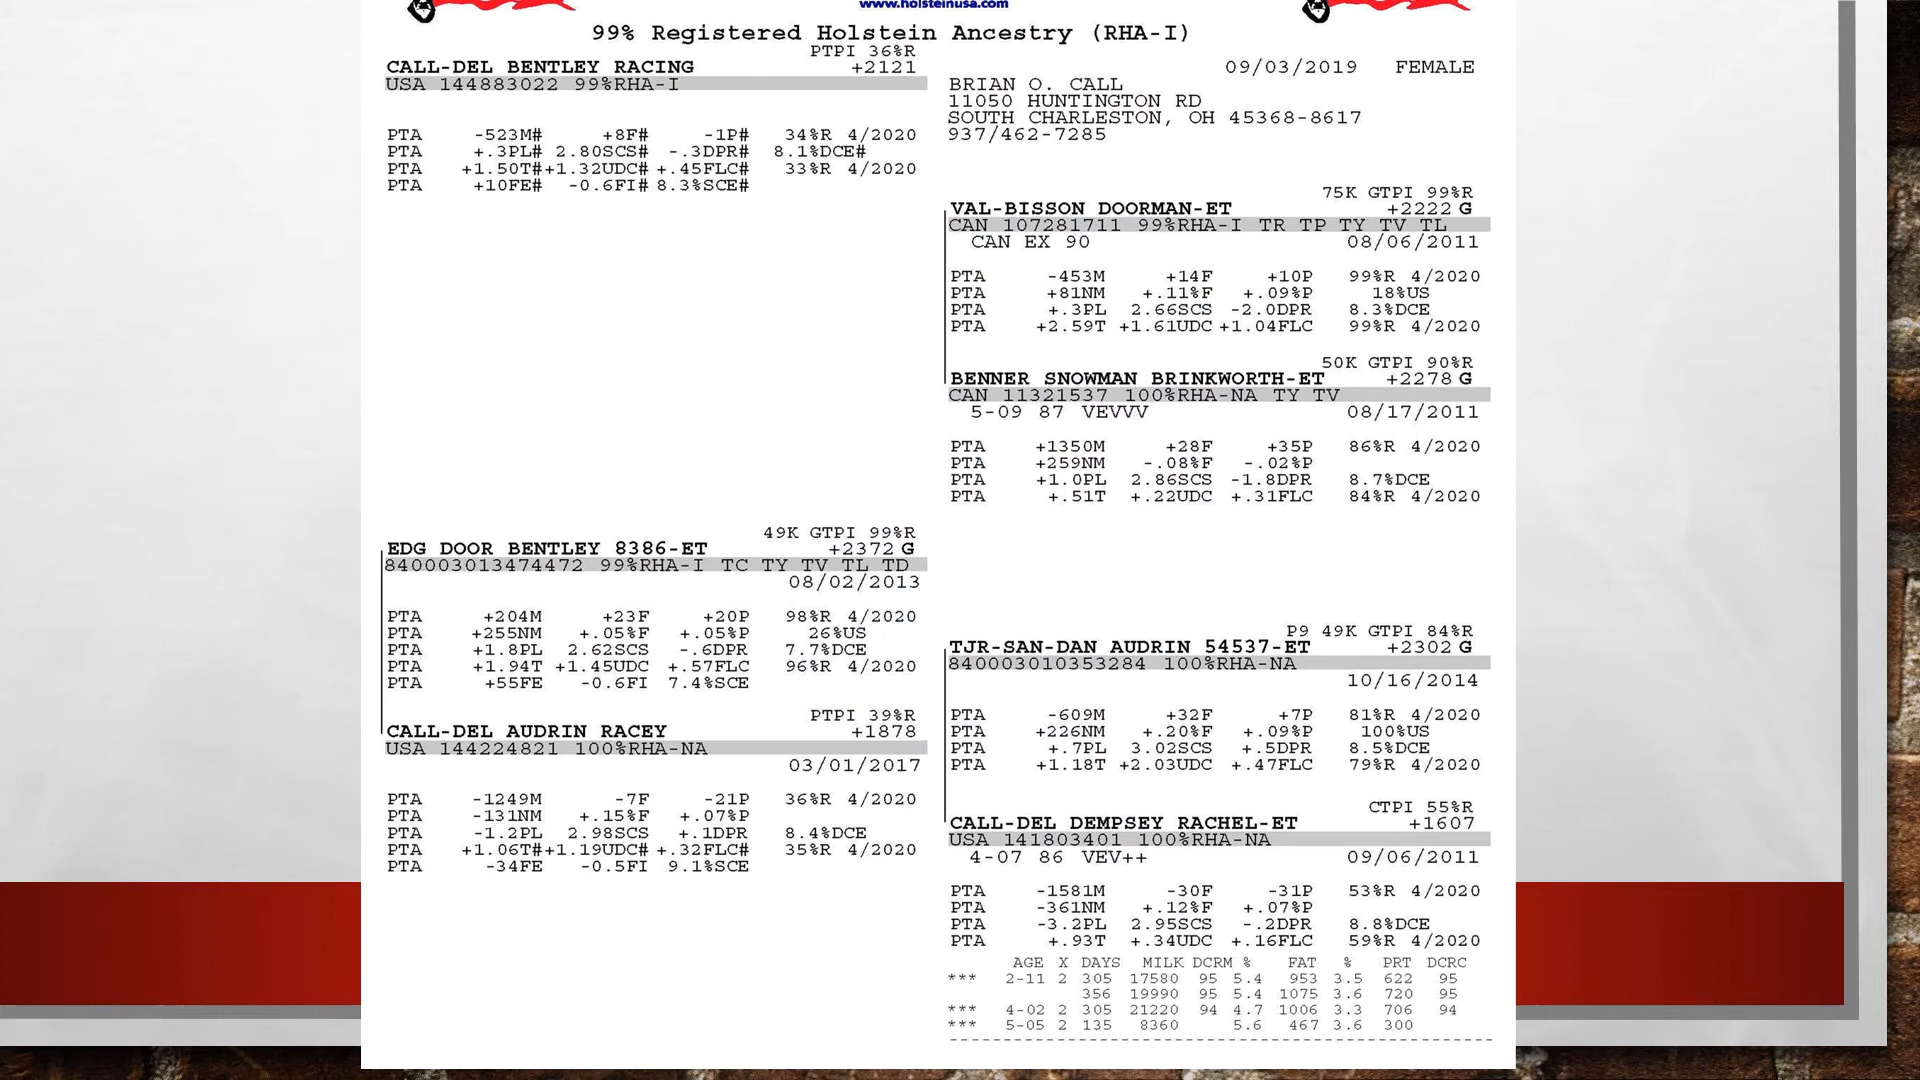 www.holsteinusa.com
99% Registered Holstein Ancestry (RHA-I)
PTPI 36%R
CALL-DEL BENTLEY RACING +2121
USA 144883022 99%RHA-I
PTA -523M# +8F# -1P# 34%R 4/2020
PTA +.3PL# 2.80SCS# -.3DPR# 8.1%DCE#
PTA +1.50T#+1.32UDC# +.45FLC# 33%R 4/2020
PTA +10FE# -0.6FI# 8.3%SCE#
09/03/2019 FEMALE
BRIAN O. CALL
11050 HUNTINGTON RD
SOUTH CHARLESTON, OH 45368-8617
937/462-7285
75K GTPI 99%R
VAL-BISSON DOORMAN-ET +2222 G
CAN 107281711 99%RHA-I TR TP TY TV TL
CAN EX 90 08/06/2011
PTA -453M +14F +10P 99%R 4/2020
PTA +81NM +.11%F +.09%P 18%US
PTA +.3PL 2.66SCS -2.0DPR 8.3%DCE
PTA +2.59T +1.61UDC +1.04FLC 99%R 4/2020
50K GTPI 90%R
BENNER SNOWMAN BRINKWORTH-ET +2278 G
CAN 11321537 100%RHA-NA TY TV
5-09 87 VEVVV 08/17/2011
PTA +1350M +28F +35P 86%R 4/2020
PTA +259NM -.08%F -.02%P
PTA +1.0PL 2.86SCS -1.8DPR 8.7%DCE
PTA +.51T +.22UDC +.31FLC 84%R 4/2020
49K GTPI 99%R
EDG DOOR BENTLEY 8386-ET +2372 G
840003013474472 99%RHA-I TC TY TV TL TD
08/02/2013
PTA +204M +23F +20P 98%R 4/2020
PTA +255NM +.05%F +.05%P 26%US
PTA +1.8PL 2.62SCS -.6DPR 7.7%DCE
PTA +1.94T +1.45UDC +.57FLC 96%R 4/2020
PTA +55FE -0.6FI 7.4%SCE
PTPI 39%R
CALL-DEL AUDRIN RACEY +1878
USA 144224821 100%RHA-NA
03/01/2017
PTA -1249M -7F -21P 36%R 4/2020
PTA -131NM +.15%F +.07%P
PTA -1.2PL 2.98SCS +.1DPR 8.4%DCE
PTA +1.06T#+1.19UDC# +.32FLC# 35%R 4/2020
PTA -34FE -0.5FI 9.1%SCE
P9 49K GTPI 84%R
TJR-SAN-DAN AUDRIN 54537-ET +2302 G
840003010353284 100%RHA-NA
10/16/2014
PTA -609M +32F +7P 81%R 4/2020
PTA +226NM +.20%F +.09%P 100%US
PTA +.7PL 3.02SCS +.5DPR 8.5%DCE
PTA +1.18T +2.03UDC +.47FLC 79%R 4/2020
CTPI 55%R
CALL-DEL DEMPSEY RACHEL-ET +1607
USA 141803401 100%RHA-NA
4-07 86 VEV++ 09/06/2011
PTA -1581M -30F -31P 53%R 4/2020
PTA -361NM +.12%F +.07%P
PTA -3.2PL 2.95SCS -.2DPR 8.8%DCE
PTA +.93T +.34UDC +.16FLC 59%R 4/2020
AGE X DAYS MILK DCRM % FAT % PRT DCRC
*** 2-11 2 305 17580 95 5.4 953 3.5 622 95
356 19990 95 5.4 1075 3.6 720 95
*** 4-02 2 305 21220 94 4.7 1006 3.3 706 94
*** 5-05 2 135 8360 5.6 467 3.6 300